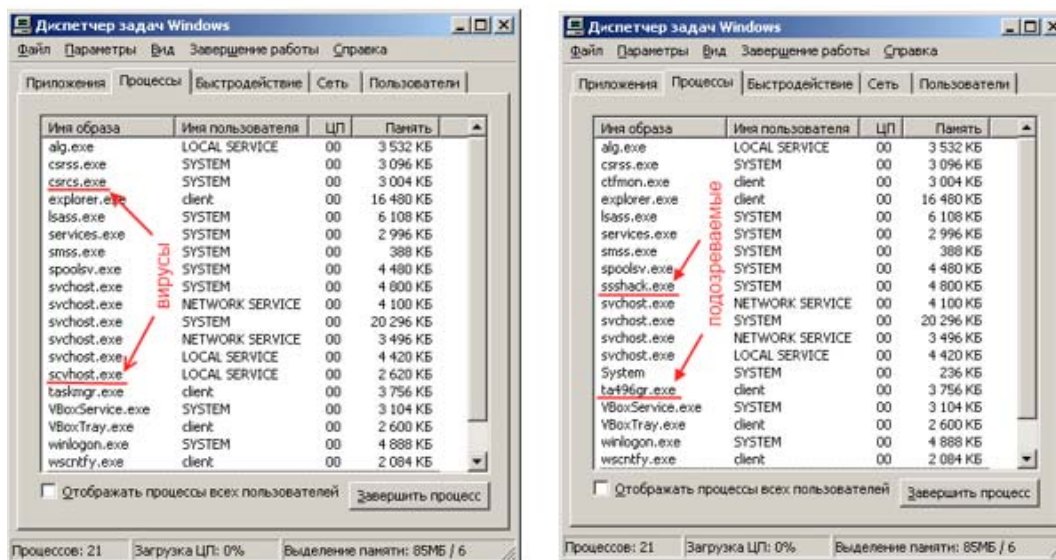 Диспетчер задач Windows
Файл Параметры Вид Завершение работы Справка
Приложения Процессы Быстродействие Сеть Пользователи
Имя образа Имя пользователя ЦП Память
alg.exe LOCAL SERVICE 00 3 532 КБ
csrss.exe SYSTEM 00 3 096 КБ
csrcs.exe SYSTEM 00 3 004 КБ
explorer.exe client 00 16 480 КБ
lsass.exe SYSTEM 00 6 108 КБ
services.exe SYSTEM 00 2 996 КБ
smss.exe SYSTEM 00 388 КБ
spoolsv.exe SYSTEM 00 4 480 КБ
svchost.exe SYSTEM 00 4 800 КБ
svchost.exe NETWORK SERVICE 00 4 100 КБ
svchost.exe SYSTEM 00 20 296 КБ
svchost.exe NETWORK SERVICE 00 3 496 КБ
svchost.exe LOCAL SERVICE 00 4 420 КБ
scvhost.exe LOCAL SERVICE 00 2 620 КБ
taskmgr.exe client 00 3 756 КБ
VBoxService.exe SYSTEM 00 3 104 КБ
VBoxTray.exe client 00 2 600 КБ
winlogon.exe SYSTEM 00 4 888 КБ
wscntfy.exe client 00 2 084 КБ
вирусы
Отображать процессы всех пользователей Завершить процесс
Процессов: 21 Загрузка ЦП: 0% Выделение памяти: 85МБ / 6
Диспетчер задач Windows
Файл Параметры Вид Завершение работы Справка
Приложения Процессы Быстродействие Сеть Пользователи
Имя образа Имя пользователя ЦП Память
alg.exe LOCAL SERVICE 00 3 532 КБ
csrss.exe SYSTEM 00 3 096 КБ
ctfmon.exe client 00 3 004 КБ
explorer.exe client 00 16 480 КБ
lsass.exe SYSTEM 00 6 108 КБ
services.exe SYSTEM 00 2 996 КБ
smss.exe SYSTEM 00 388 КБ
spoolsv.exe SYSTEM 00 4 480 КБ
ssshack.exe SYSTEM 00 4 800 КБ
svchost.exe NETWORK SERVICE 00 4 100 КБ
svchost.exe SYSTEM 00 20 296 КБ
svchost.exe NETWORK SERVICE 00 3 496 КБ
svchost.exe LOCAL SERVICE 00 4 420 КБ
System SYSTEM 00 236 КБ
ta496gr.exe client 00 3 756 КБ
VBoxService.exe SYSTEM 00 3 104 КБ
VBoxTray.exe client 00 2 600 КБ
winlogon.exe SYSTEM 00 4 888 КБ
wscntfy.exe client 00 2 084 КБ
подозреваемые
Отображать процессы всех пользователей Завершить процесс
Процессов: 21 Загрузка ЦП: 0% Выделение памяти: 85МБ / 6